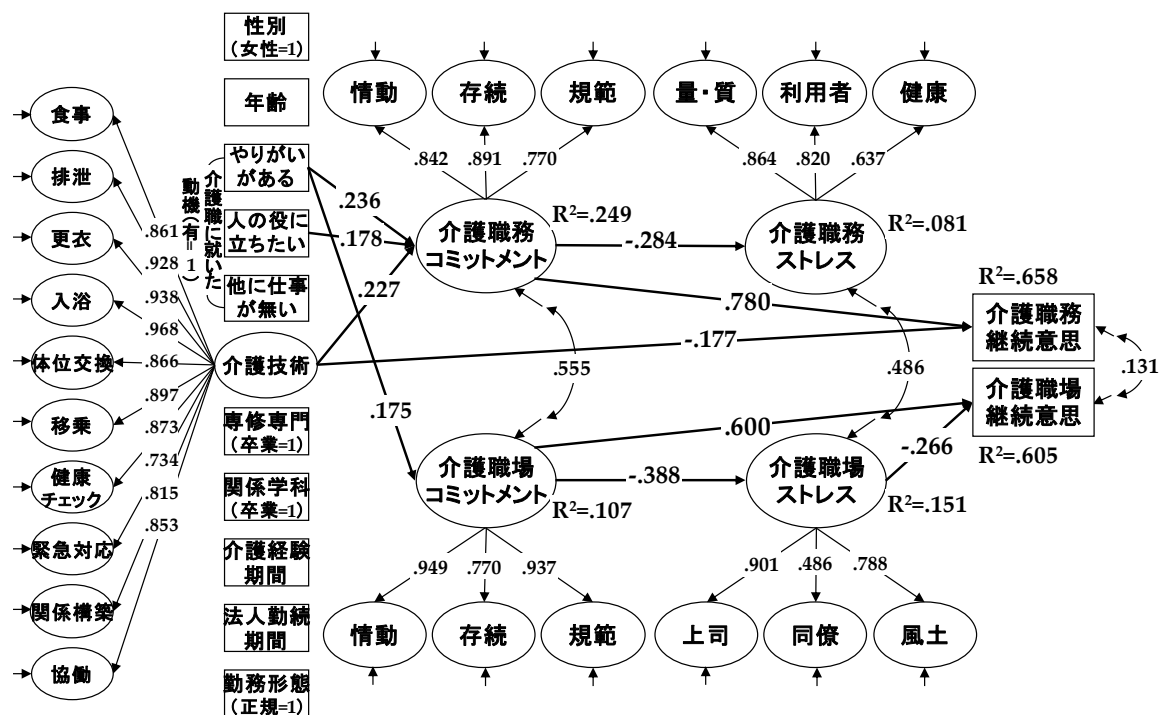 性別
(女性=1)
年齢
やりがい
がある
人の役に
立ちたい
他に仕事
が無い
介護職に就いた
動機(有=1)
介護技術
専修専門
(卒業=1)
関係学科
(卒業=1)
介護経験
期間
法人勤続
期間
勤務形態
(正規=1)
食事
排泄
更衣
入浴
体位交換
移乗
健康
チェック
緊急対応
関係構築
協働
.861
.928
.938
.968
.866
.897
.873
.734
.815
.853
情動
存続
規範
量・質
利用者
健康
.842
.891
.770
.864
.820
.637
.236
.178
.227
.175
介護職務
コミットメント
R²=.249
-.284
介護職務
ストレス
R²=.081
.780
-.177
R²=.658
介護職務
継続意思
.555
.486
.131
介護職場
継続意思
R²=.605
.600
-.266
介護職場
コミットメント
R²=.107
-.388
介護職場
ストレス
R²=.151
.949
.770
.937
.901
.486
.788
情動
存続
規範
上司
同僚
風土